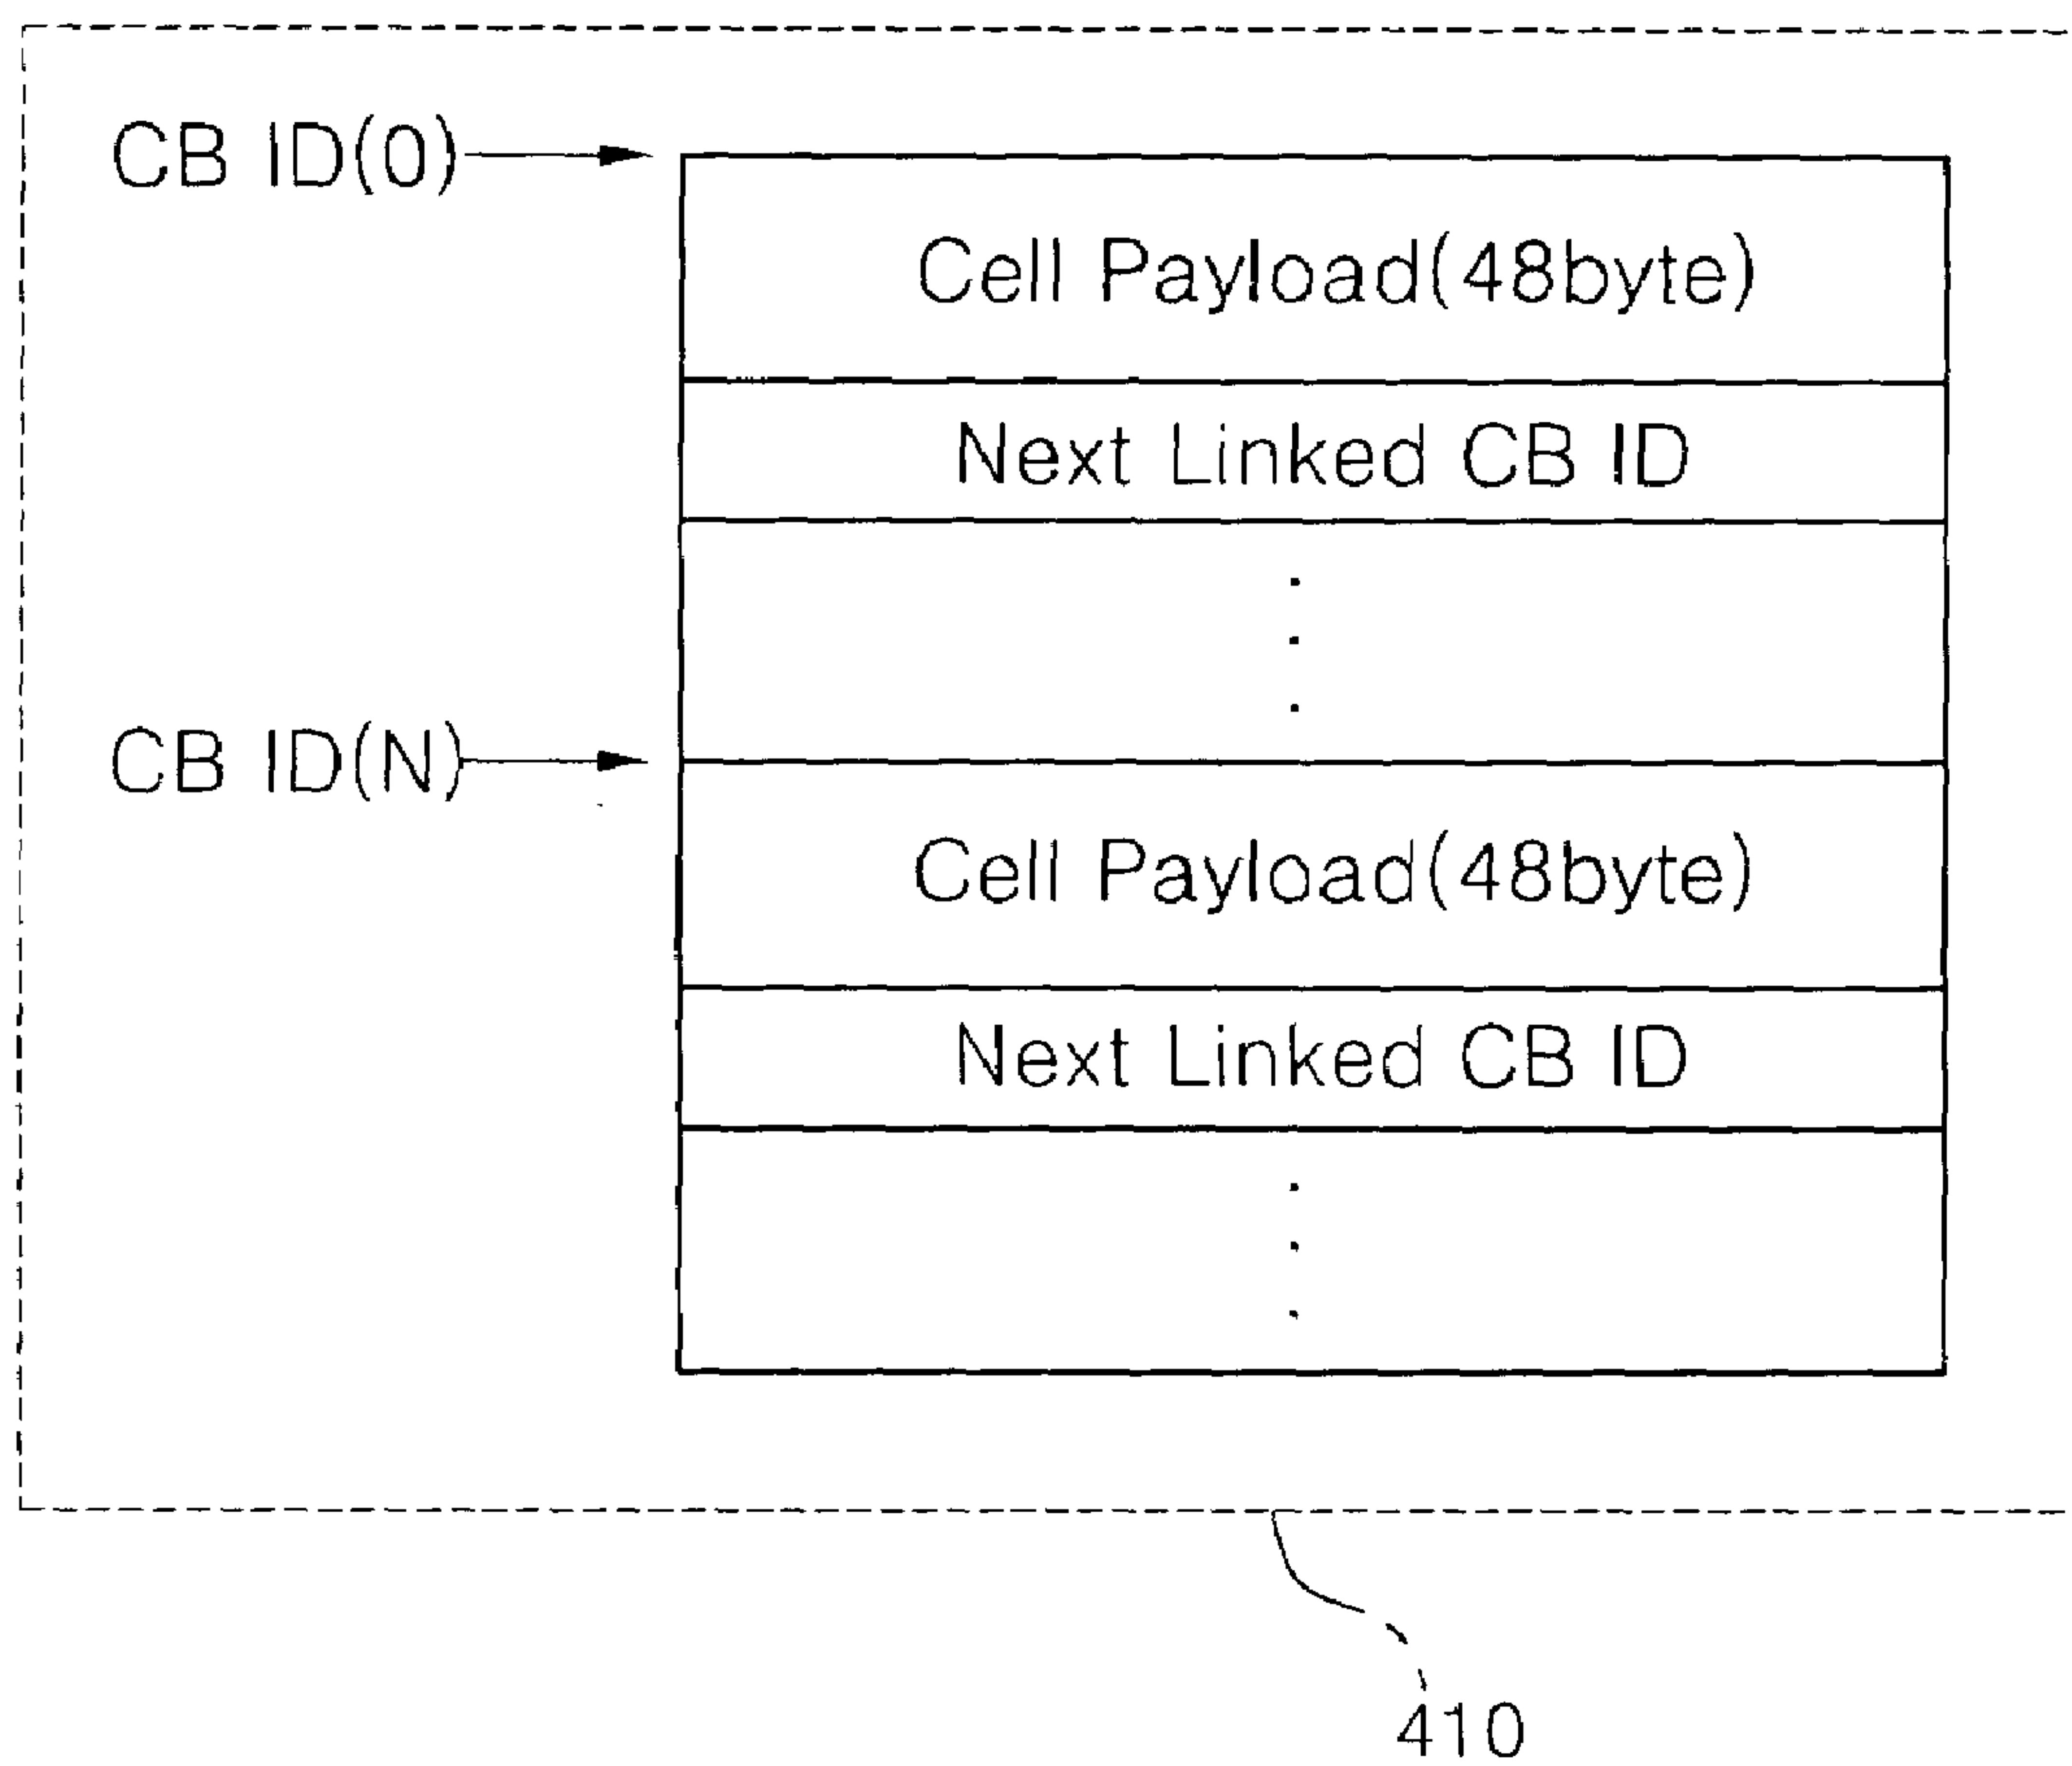 CB ID(0)
Cell Payload(48byte)
Next Linked CB ID
CB ID(N)
Cell Payload(48byte)
Next Linked CB ID
410